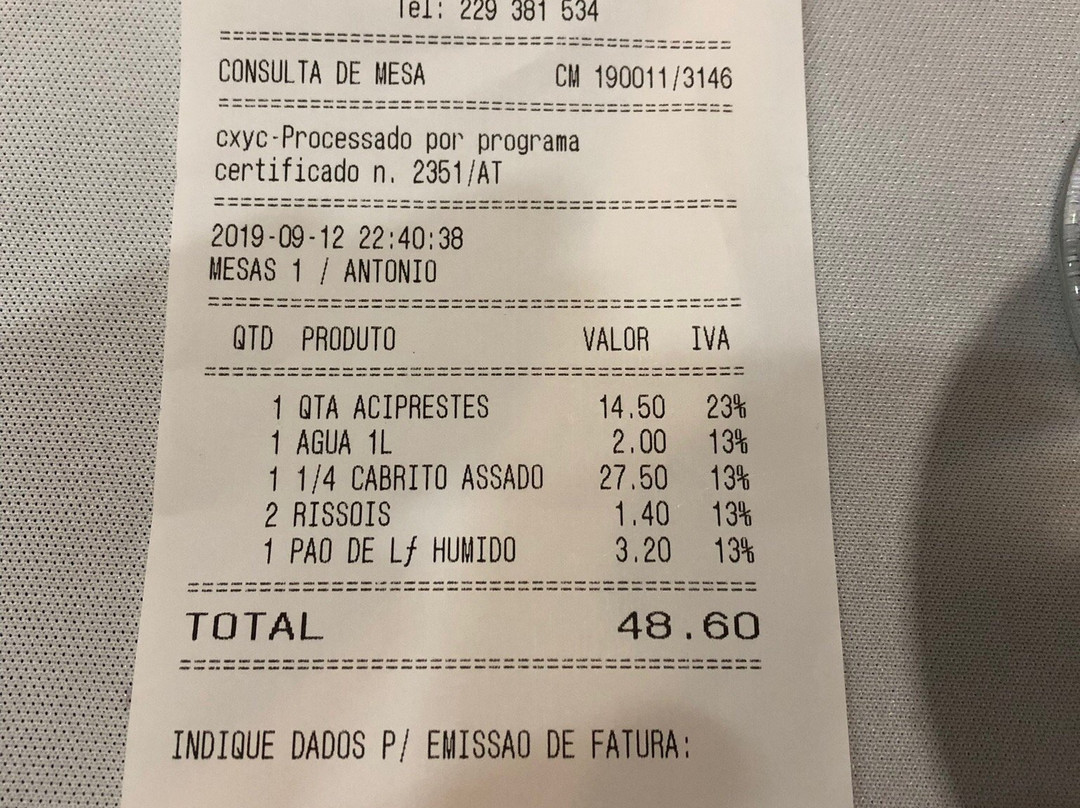 Tel: 229 381 534
==========================================
CONSULTA DE MESA CM 190011/3146
==========================================
cxyc-Processado por programa
certificado n. 2351/AT
==========================================
2019-09-12 22:40:38
MESAS 1 / ANTONIO
==========================================
QTD PRODUTO VALOR IVA
==========================================
1 QTA ACIPRESTES 14.50 23%
1 AGUA 1L 2.00 13%
1 1/4 CABRITO ASSADO 27.50 13%
2 RISSOIS 1.40 13%
1 PAO DE Lƒ HUMIDO 3.20 13%
==========================================
TOTAL 48.60
==========================================
INDIQUE DADOS P/ EMISSAO DE FATURA: